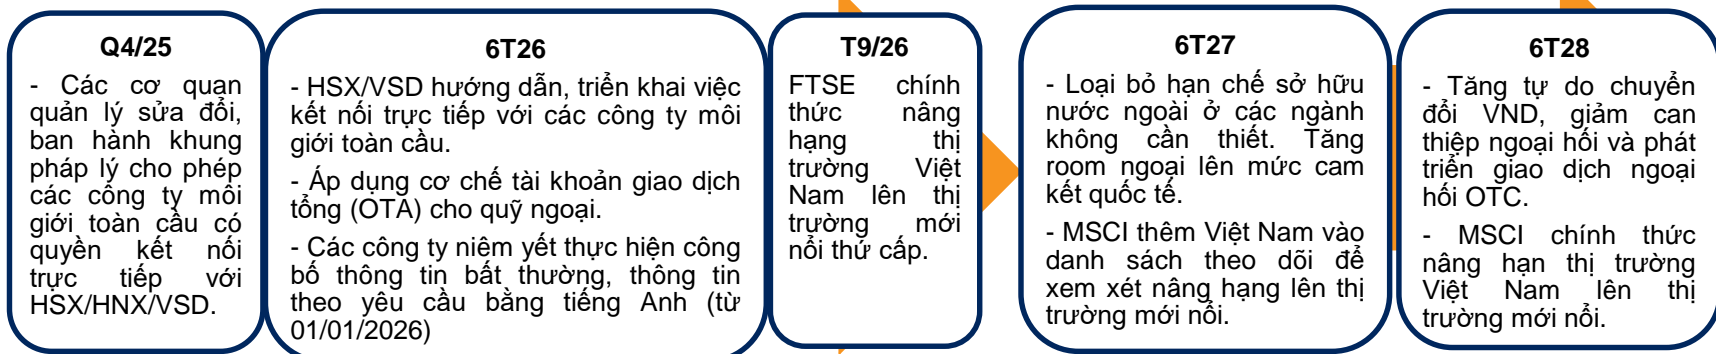 Q4/25
- Các cơ quan
quản lý sửa đổi,
ban hành khung
pháp lý cho phép
các công ty môi
giới toàn cầu có
quyền kết nối
trực tiếp với
HSX/HNX/VSD.
6T26
- HSX/VSD hướng dẫn, triển khai việc
kết nối trực tiếp với các công ty môi
giới toàn cầu.
- Áp dụng cơ chế tài khoản giao dịch
tổng (OTA) cho quỹ ngoại.
- Các công ty niêm yết thực hiện công
bố thông tin bất thường, thông tin
theo yêu cầu bằng tiếng Anh (từ
01/01/2026)
T9/26
FTSE chính
thức nâng
hạng thị
trường Việt
Nam lên thị
trường mới
nổi thứ cấp.
6T27
- Loại bỏ hạn chế sở hữu
nước ngoài ở các ngành
không cần thiết. Tăng
room ngoại lên mức cam
kết quốc tế.
- MSCI thêm Việt Nam vào
danh sách theo dõi để
xem xét nâng hạng lên thị
trường mới nổi.
6T28
- Tăng tự do chuyển
đổi VND, giảm can
thiệp ngoại hối và phát
triển giao dịch ngoại
hối OTC.
- MSCI chính thức
nâng hạn thị trường
Việt Nam lên thị
trường mới nổi.